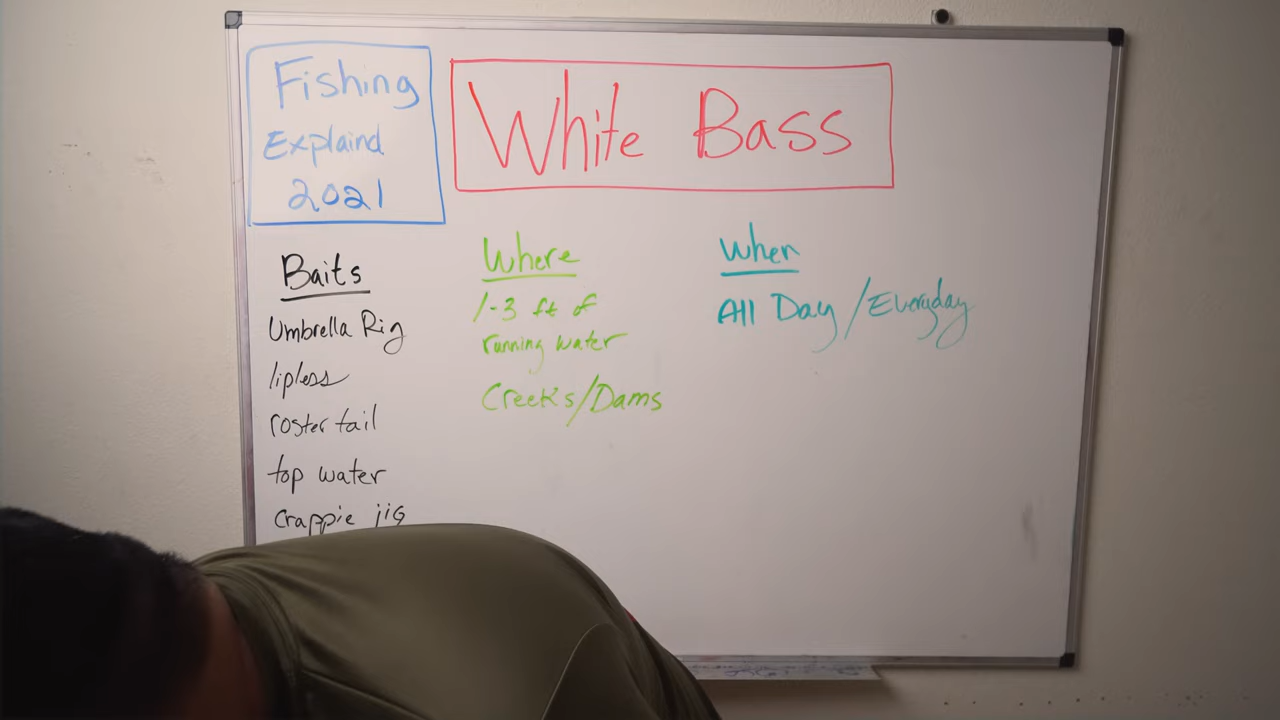 Fishing
Explaind
2021
White Bass
Baits
Umbrella Rig
lipless
roster tail
top water
crappie jig
Where
1-3 ft of
running water
Creeks/Dams
When
All Day / Everyday